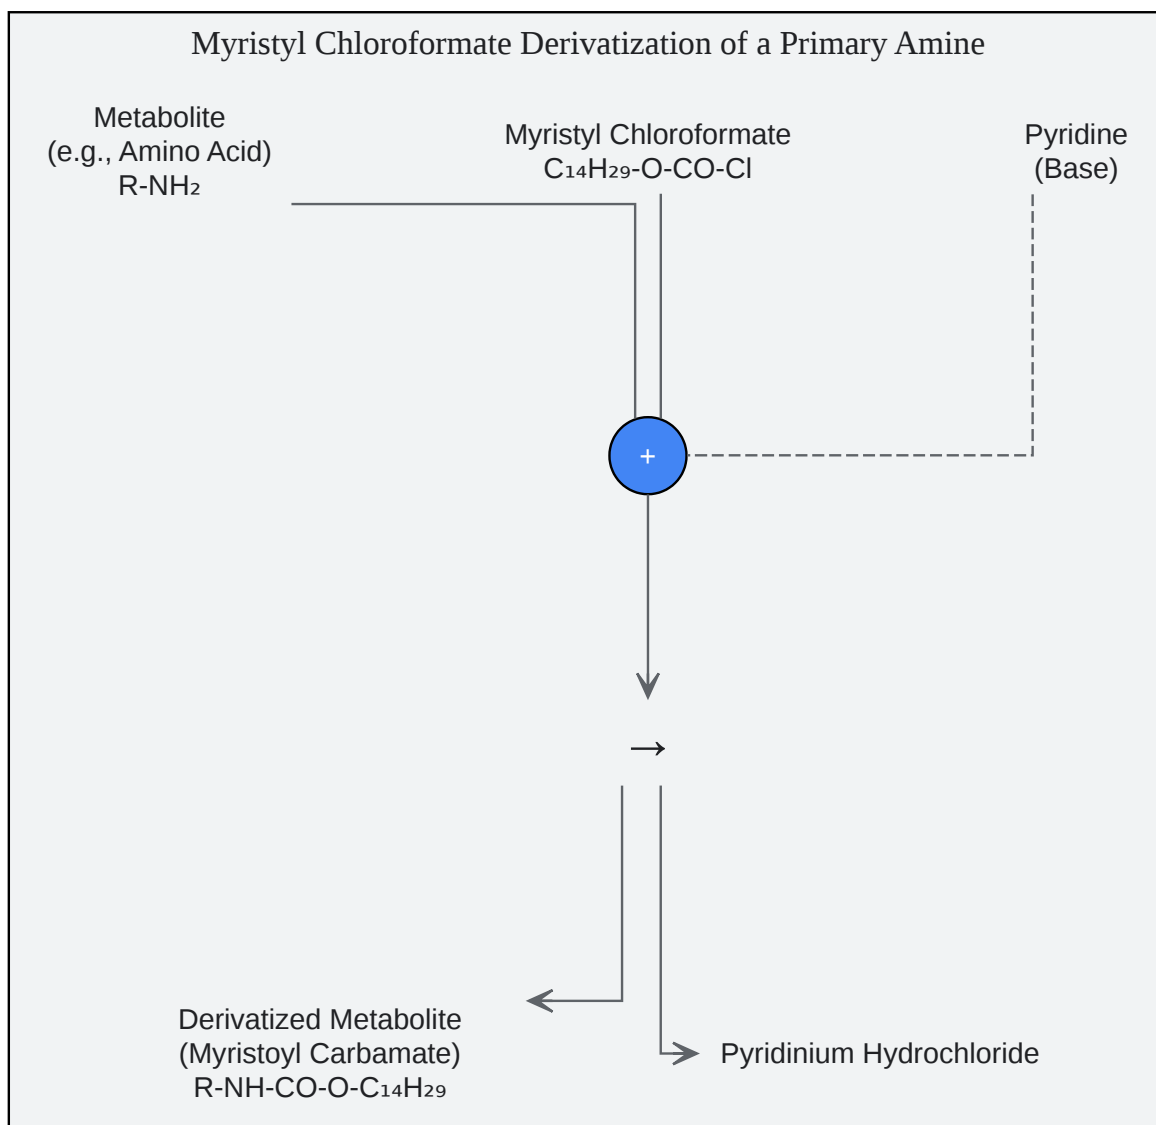 Myristyl Chloroformate Derivatization of a Primary Amine
Metabolite
(e.g., Amino Acid)
R-NH₂
Myristyl Chloroformate
C₁₄H₂₉-O-CO-Cl
Pyridine
(Base)
+
→
Derivatized Metabolite
(Myristoyl Carbamate)
R-NH-CO-O-C₁₄H₂₉
Pyridinium Hydrochloride